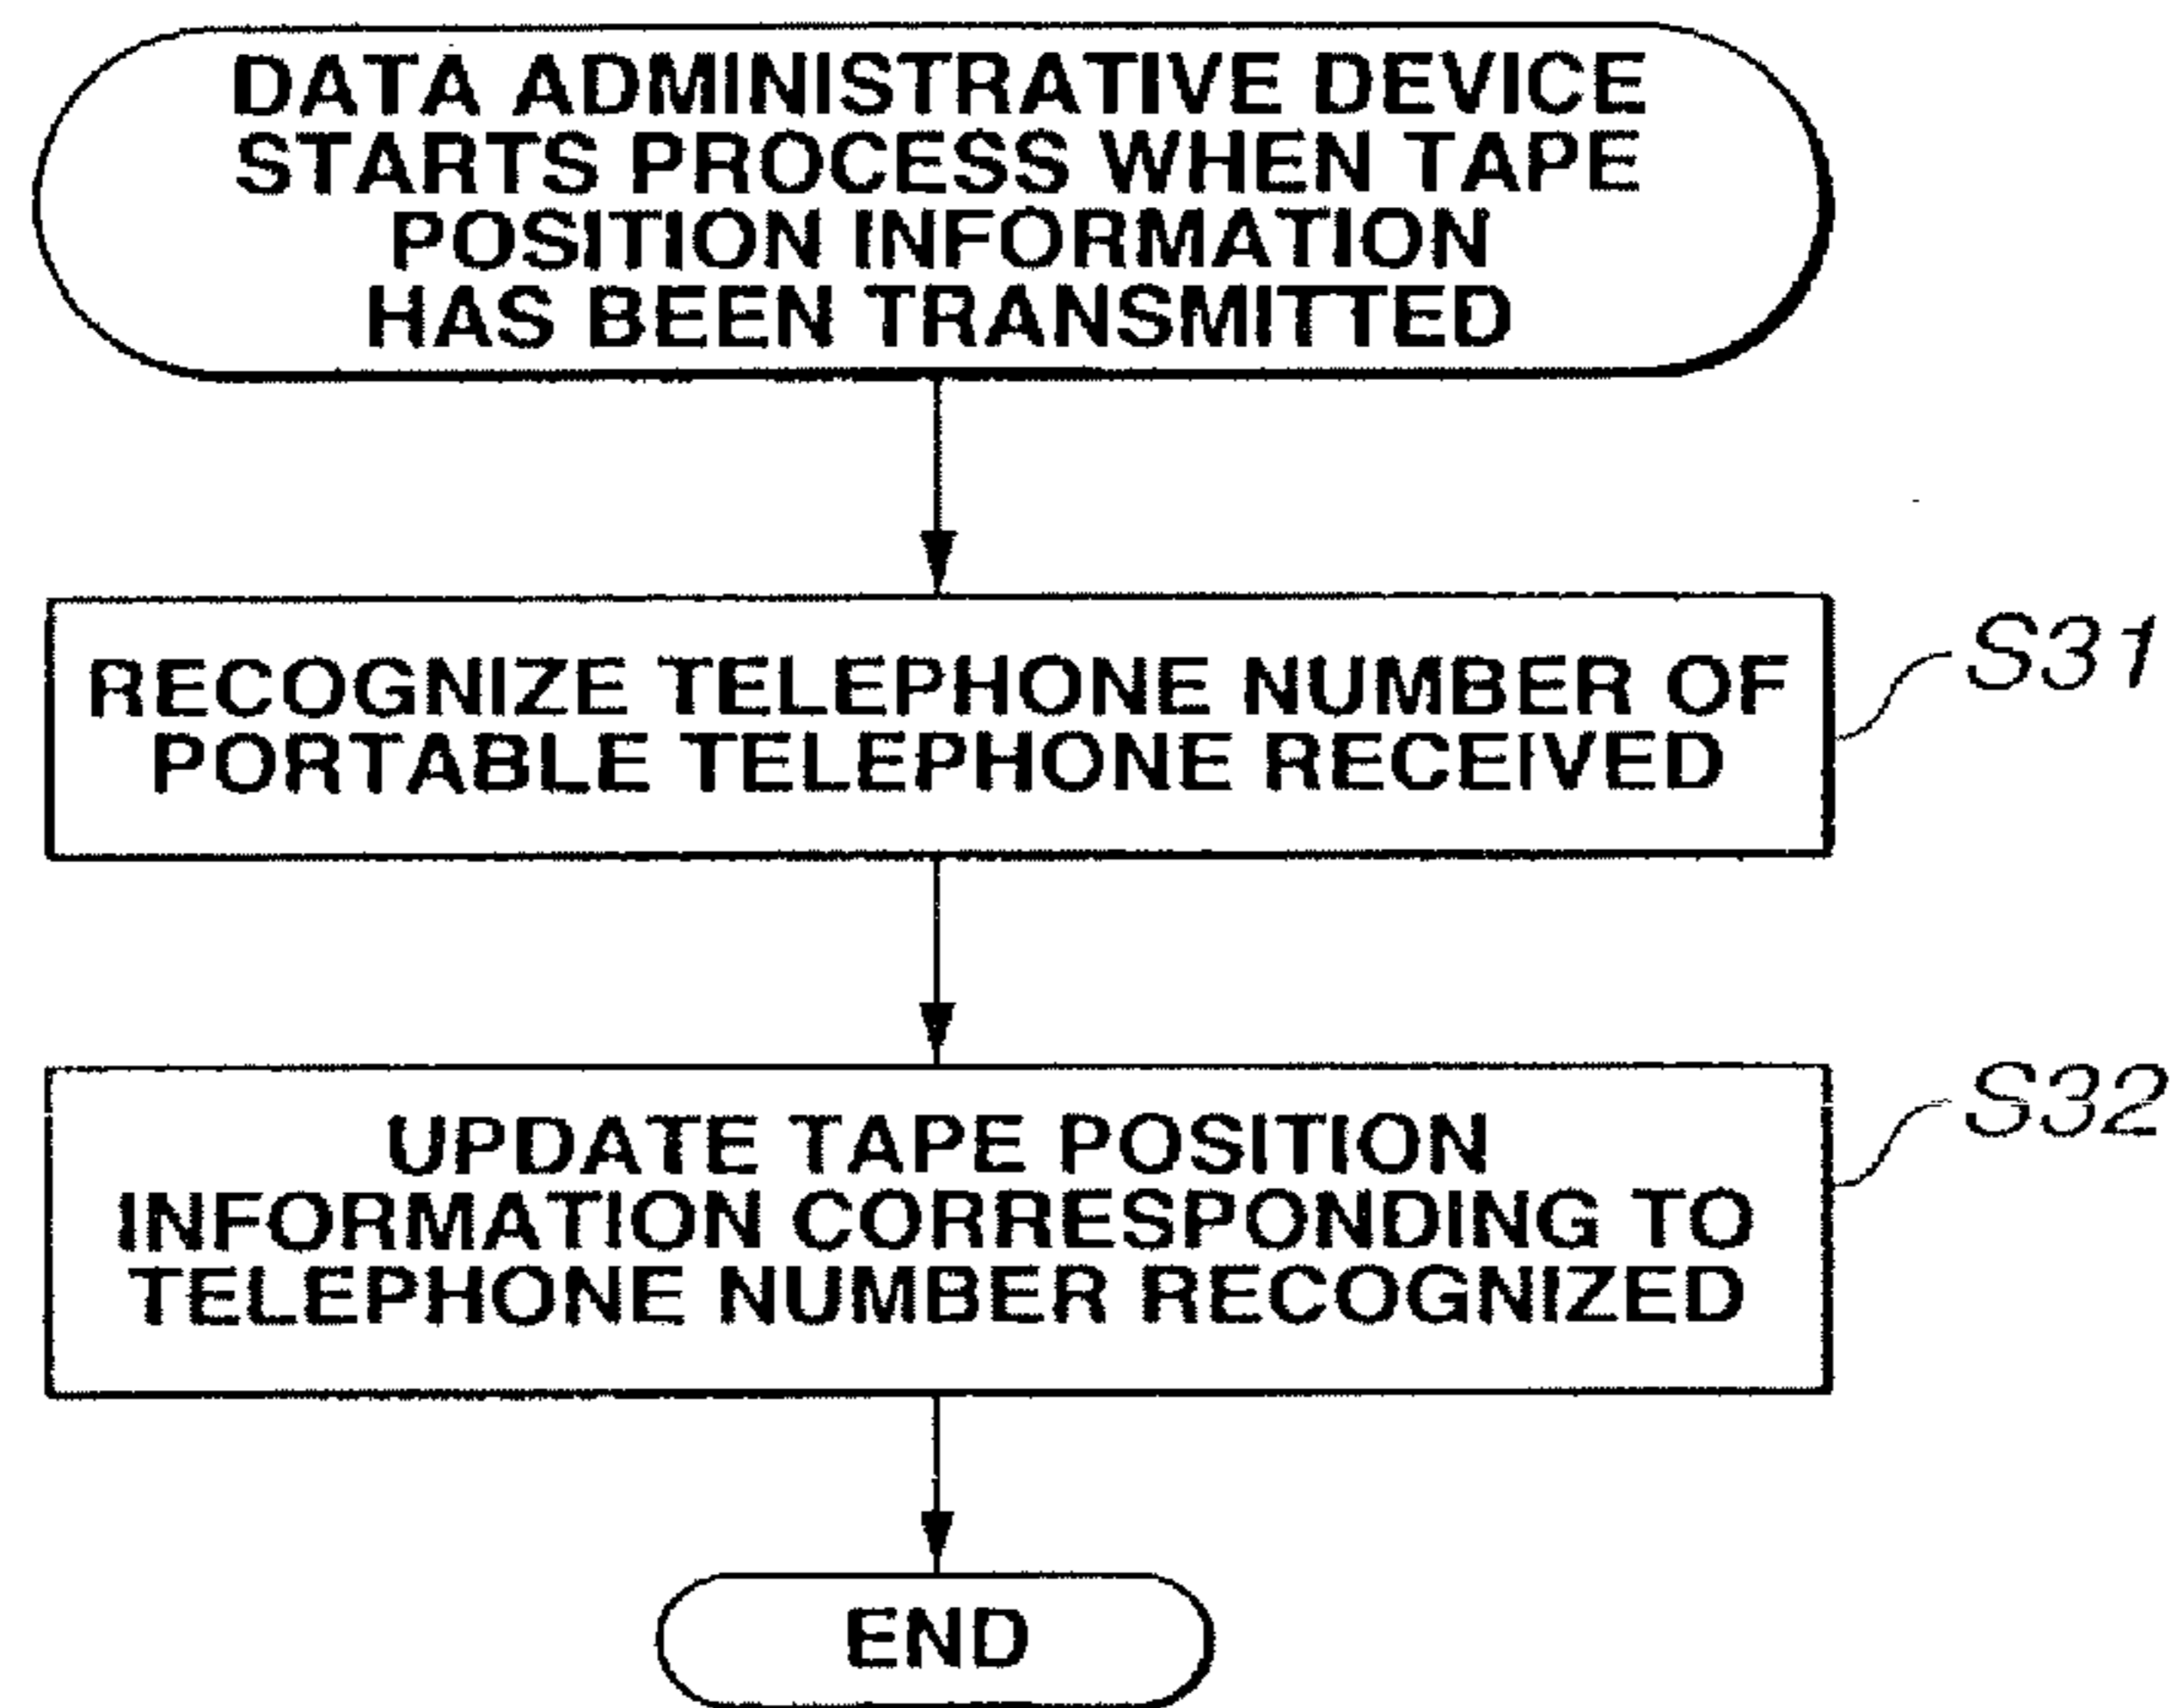 DATA ADMINISTRATIVE DEVICE
STARTS PROCESS WHEN TAPE
POSITION INFORMATION
HAS BEEN TRANSMITTED
RECOGNIZE TELEPHONE NUMBER OF
PORTABLE TELEPHONE RECEIVED
S31
UPDATE TAPE POSITION
INFORMATION CORRESPONDING TO
TELEPHONE NUMBER RECOGNIZED
S32
END